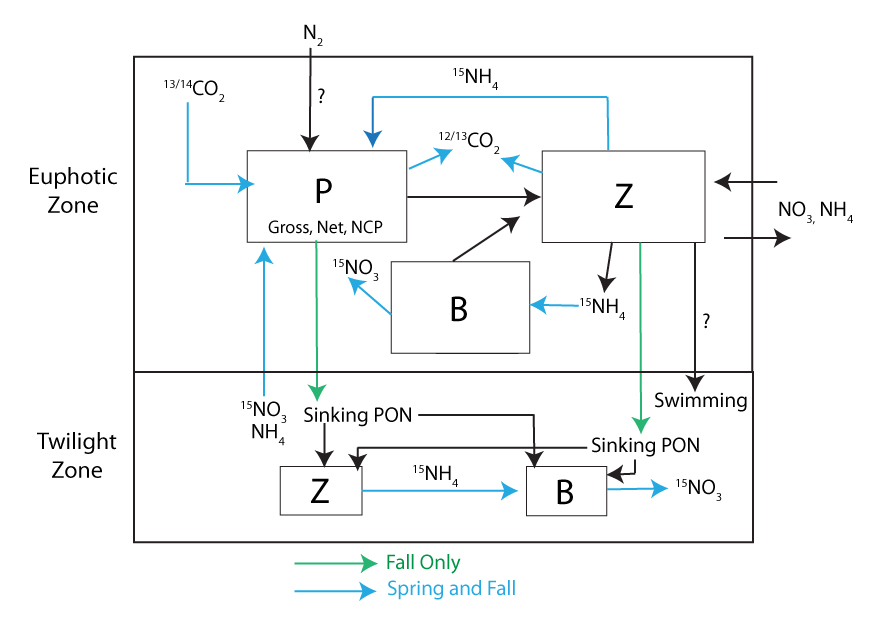 N₂
¹⁵NH₄
¹³/¹⁴CO₂
?
¹²/¹³CO₂
Euphotic
Zone
P
Gross, Net, NCP
Z
NO₃, NH₄
¹⁵NO₃
B
¹⁵NH₄
?
Swimming
¹⁵NO₃
NH₄
Sinking PON
Twilight
Zone
Sinking PON
Z
¹⁵NH₄
B
¹⁵NO₃
Fall Only
Spring and Fall